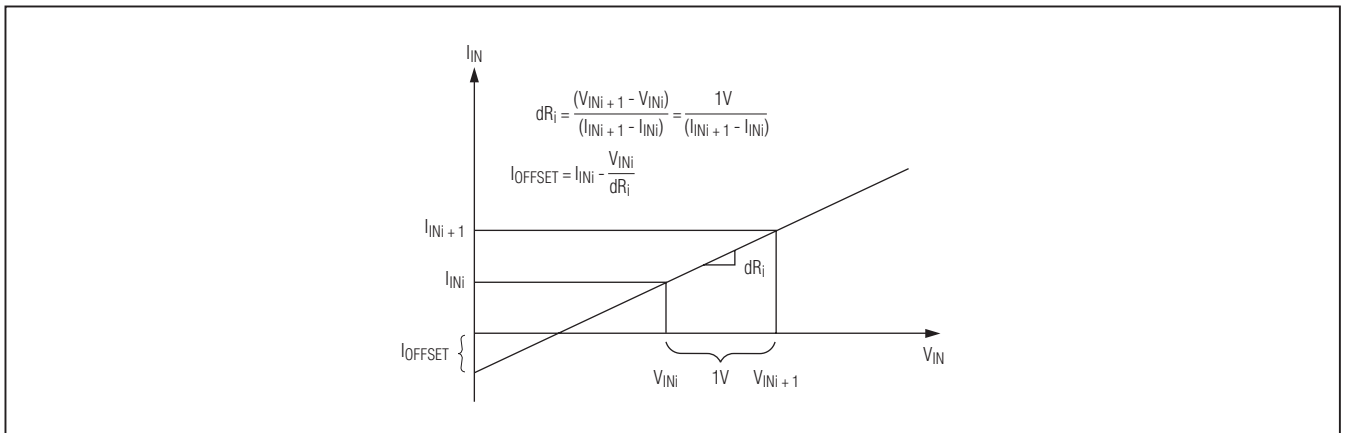 I_IN
dR_i = (V_INi + 1 - V_INi) / (I_INi + 1 - I_INi) = 1V / (I_INi + 1 - I_INi)
I_OFFSET = I_INi - V_INi / dR_i
I_INi + 1
I_INi
dR_i
I_OFFSET
V_IN
V_INi 1V V_INi + 1